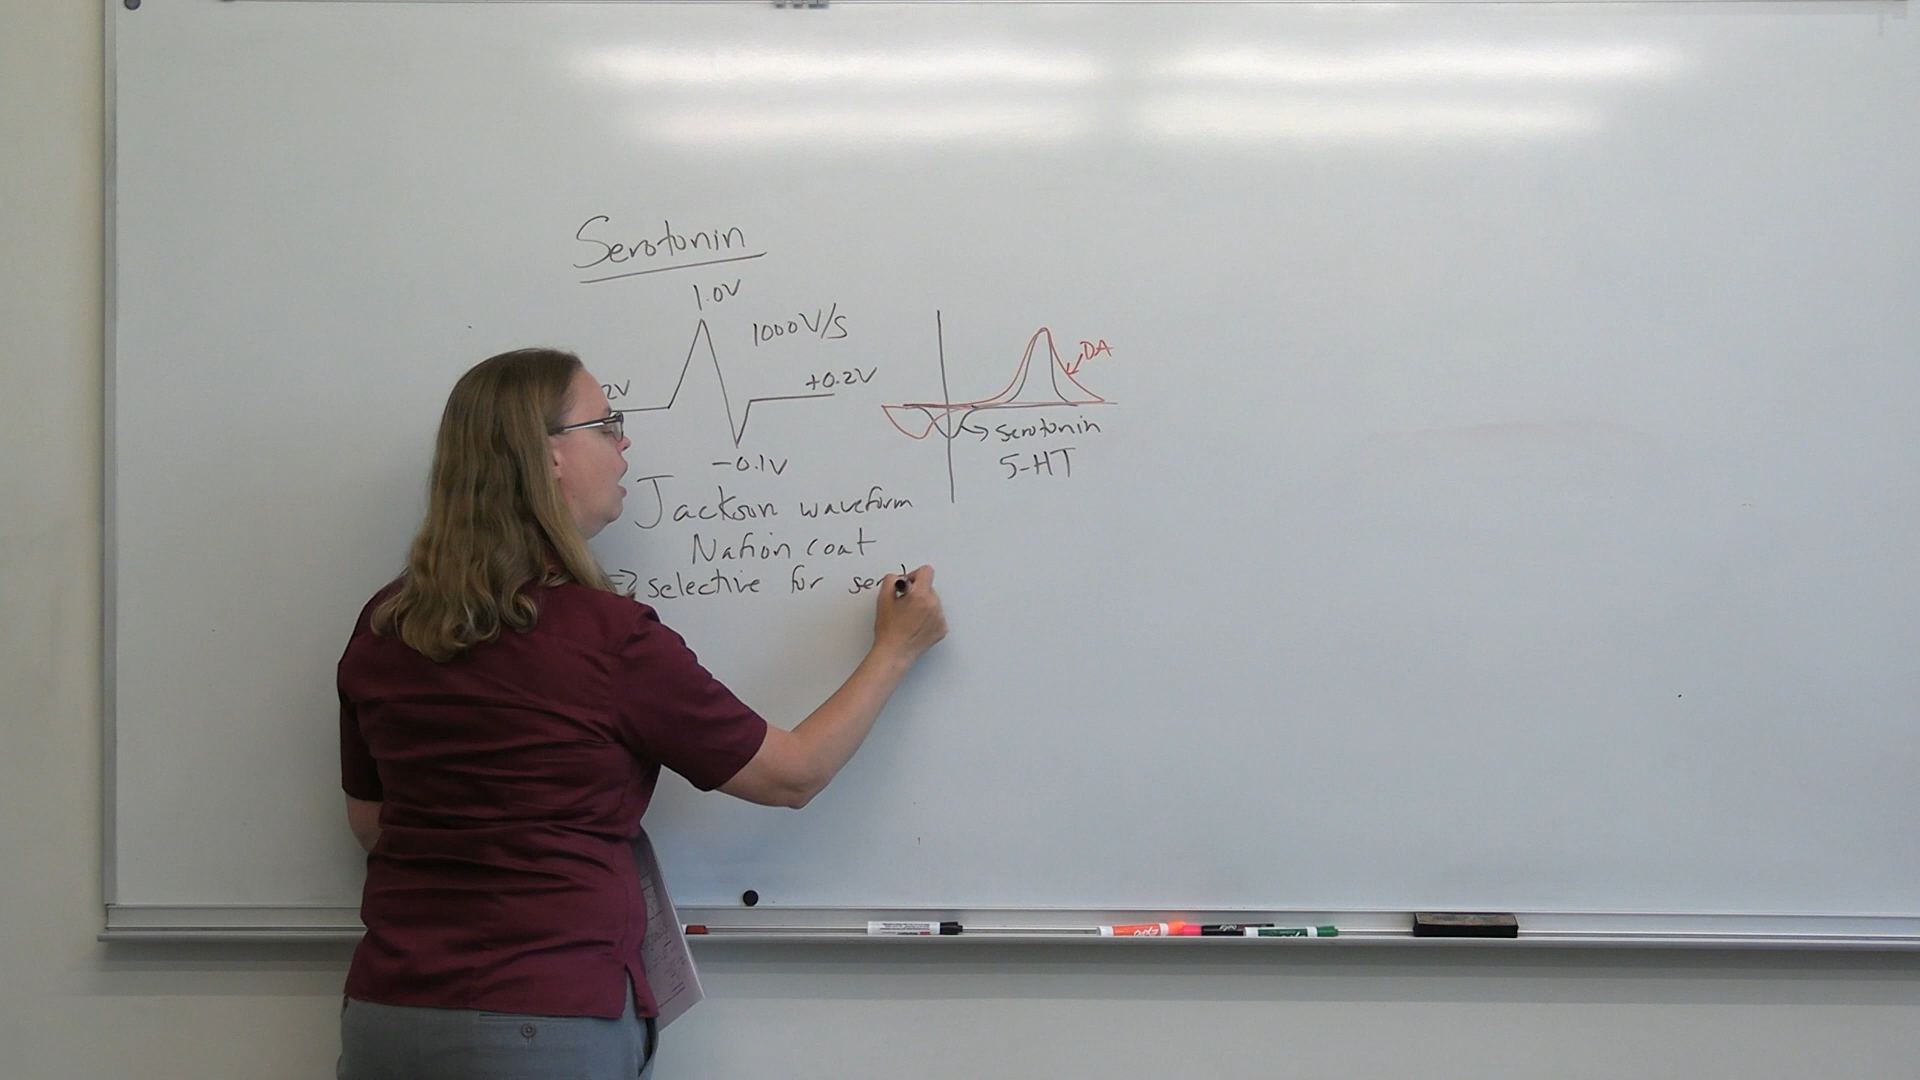 Serotonin
1.0V
1000V/S
2V
+0.2V
-0.1V
DA
serotonin
5-HT
Jackson waveform
Nafion coat
=> selective for